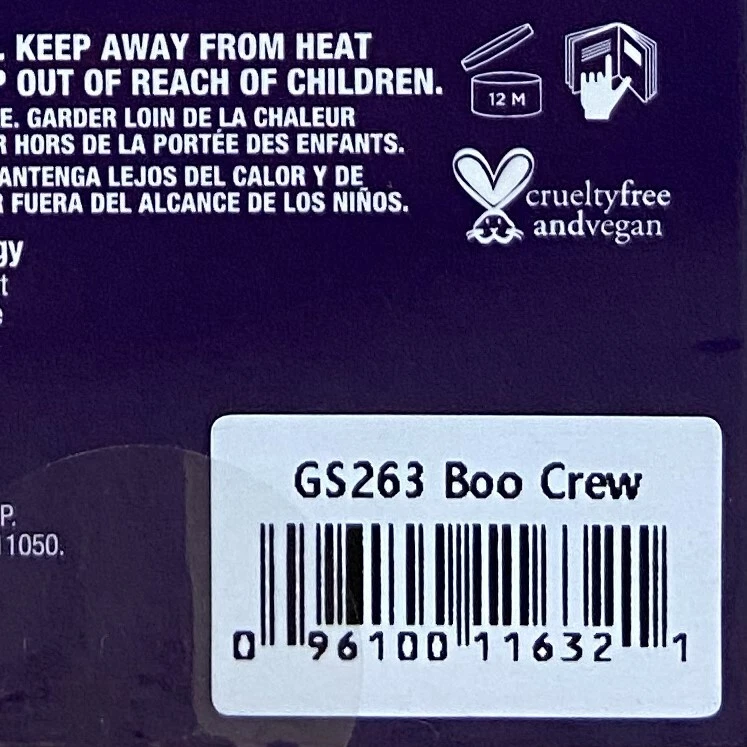 . KEEP AWAY FROM HEAT
P OUT OF REACH OF CHILDREN.
E. GARDER LOIN DE LA CHALEUR
R HORS DE LA PORTÉE DES ENFANTS.
ANTENGA LEJOS DEL CALOR Y DE
R FUERA DEL ALCANCE DE LOS NIÑOS.
12 M
crueltyfree
andvegan
gy
t
e
P.
11050.
GS263 Boo Crew
0 96100 11632 1